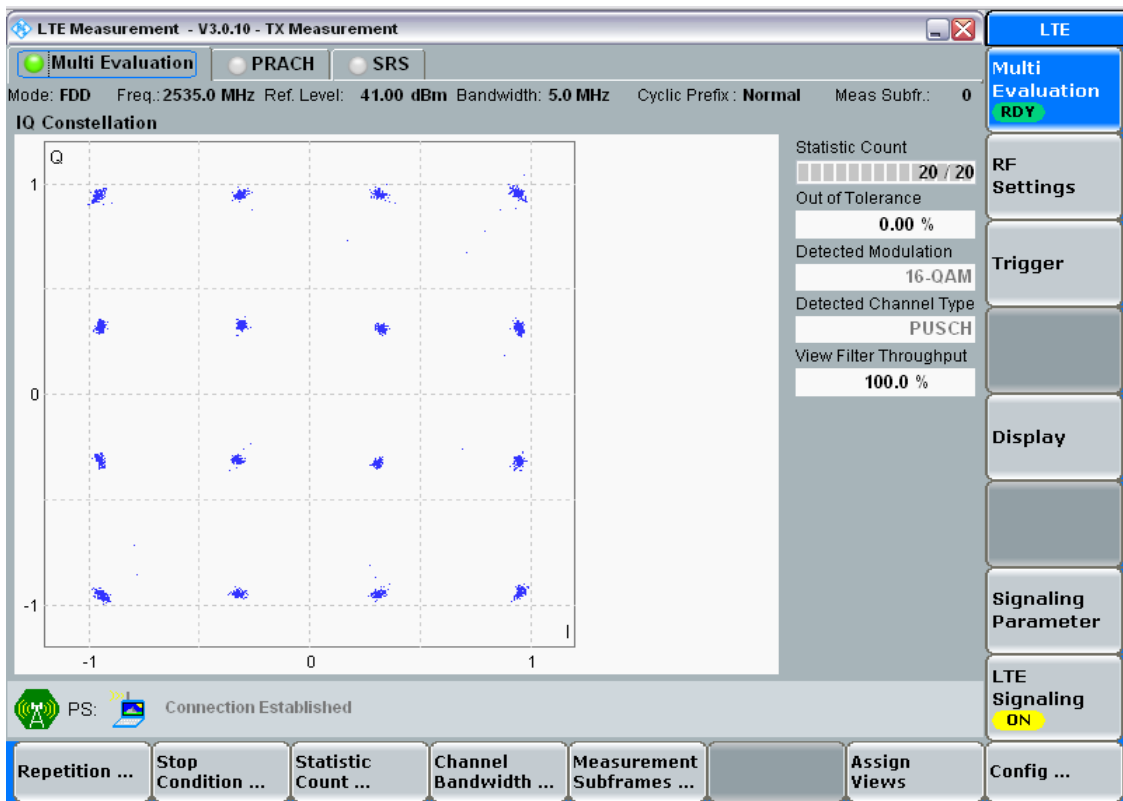 LTE Measurement - V3.0.10 - TX Measurement
LTE
Multi Evaluation
PRACH
SRS
Mode: FDD Freq.: 2535.0 MHz Ref. Level: 41.00 dBm Bandwidth: 5.0 MHz Cyclic Prefix : Normal Meas Subfr.: 0
IQ Constellation
Q
1
0
-1
-1
0
1
I
Statistic Count
20 / 20
Out of Tolerance
0.00 %
Detected Modulation
16-QAM
Detected Channel Type
PUSCH
View Filter Throughput
100.0 %
Multi
Evaluation
RDY
RF
Settings
Trigger
Display
Signaling
Parameter
LTE
Signaling
ON
PS: Connection Established
Repetition ...
Stop
Condition ...
Statistic
Count ...
Channel
Bandwidth ...
Measurement
Subframes ...
Assign
Views
Config ...